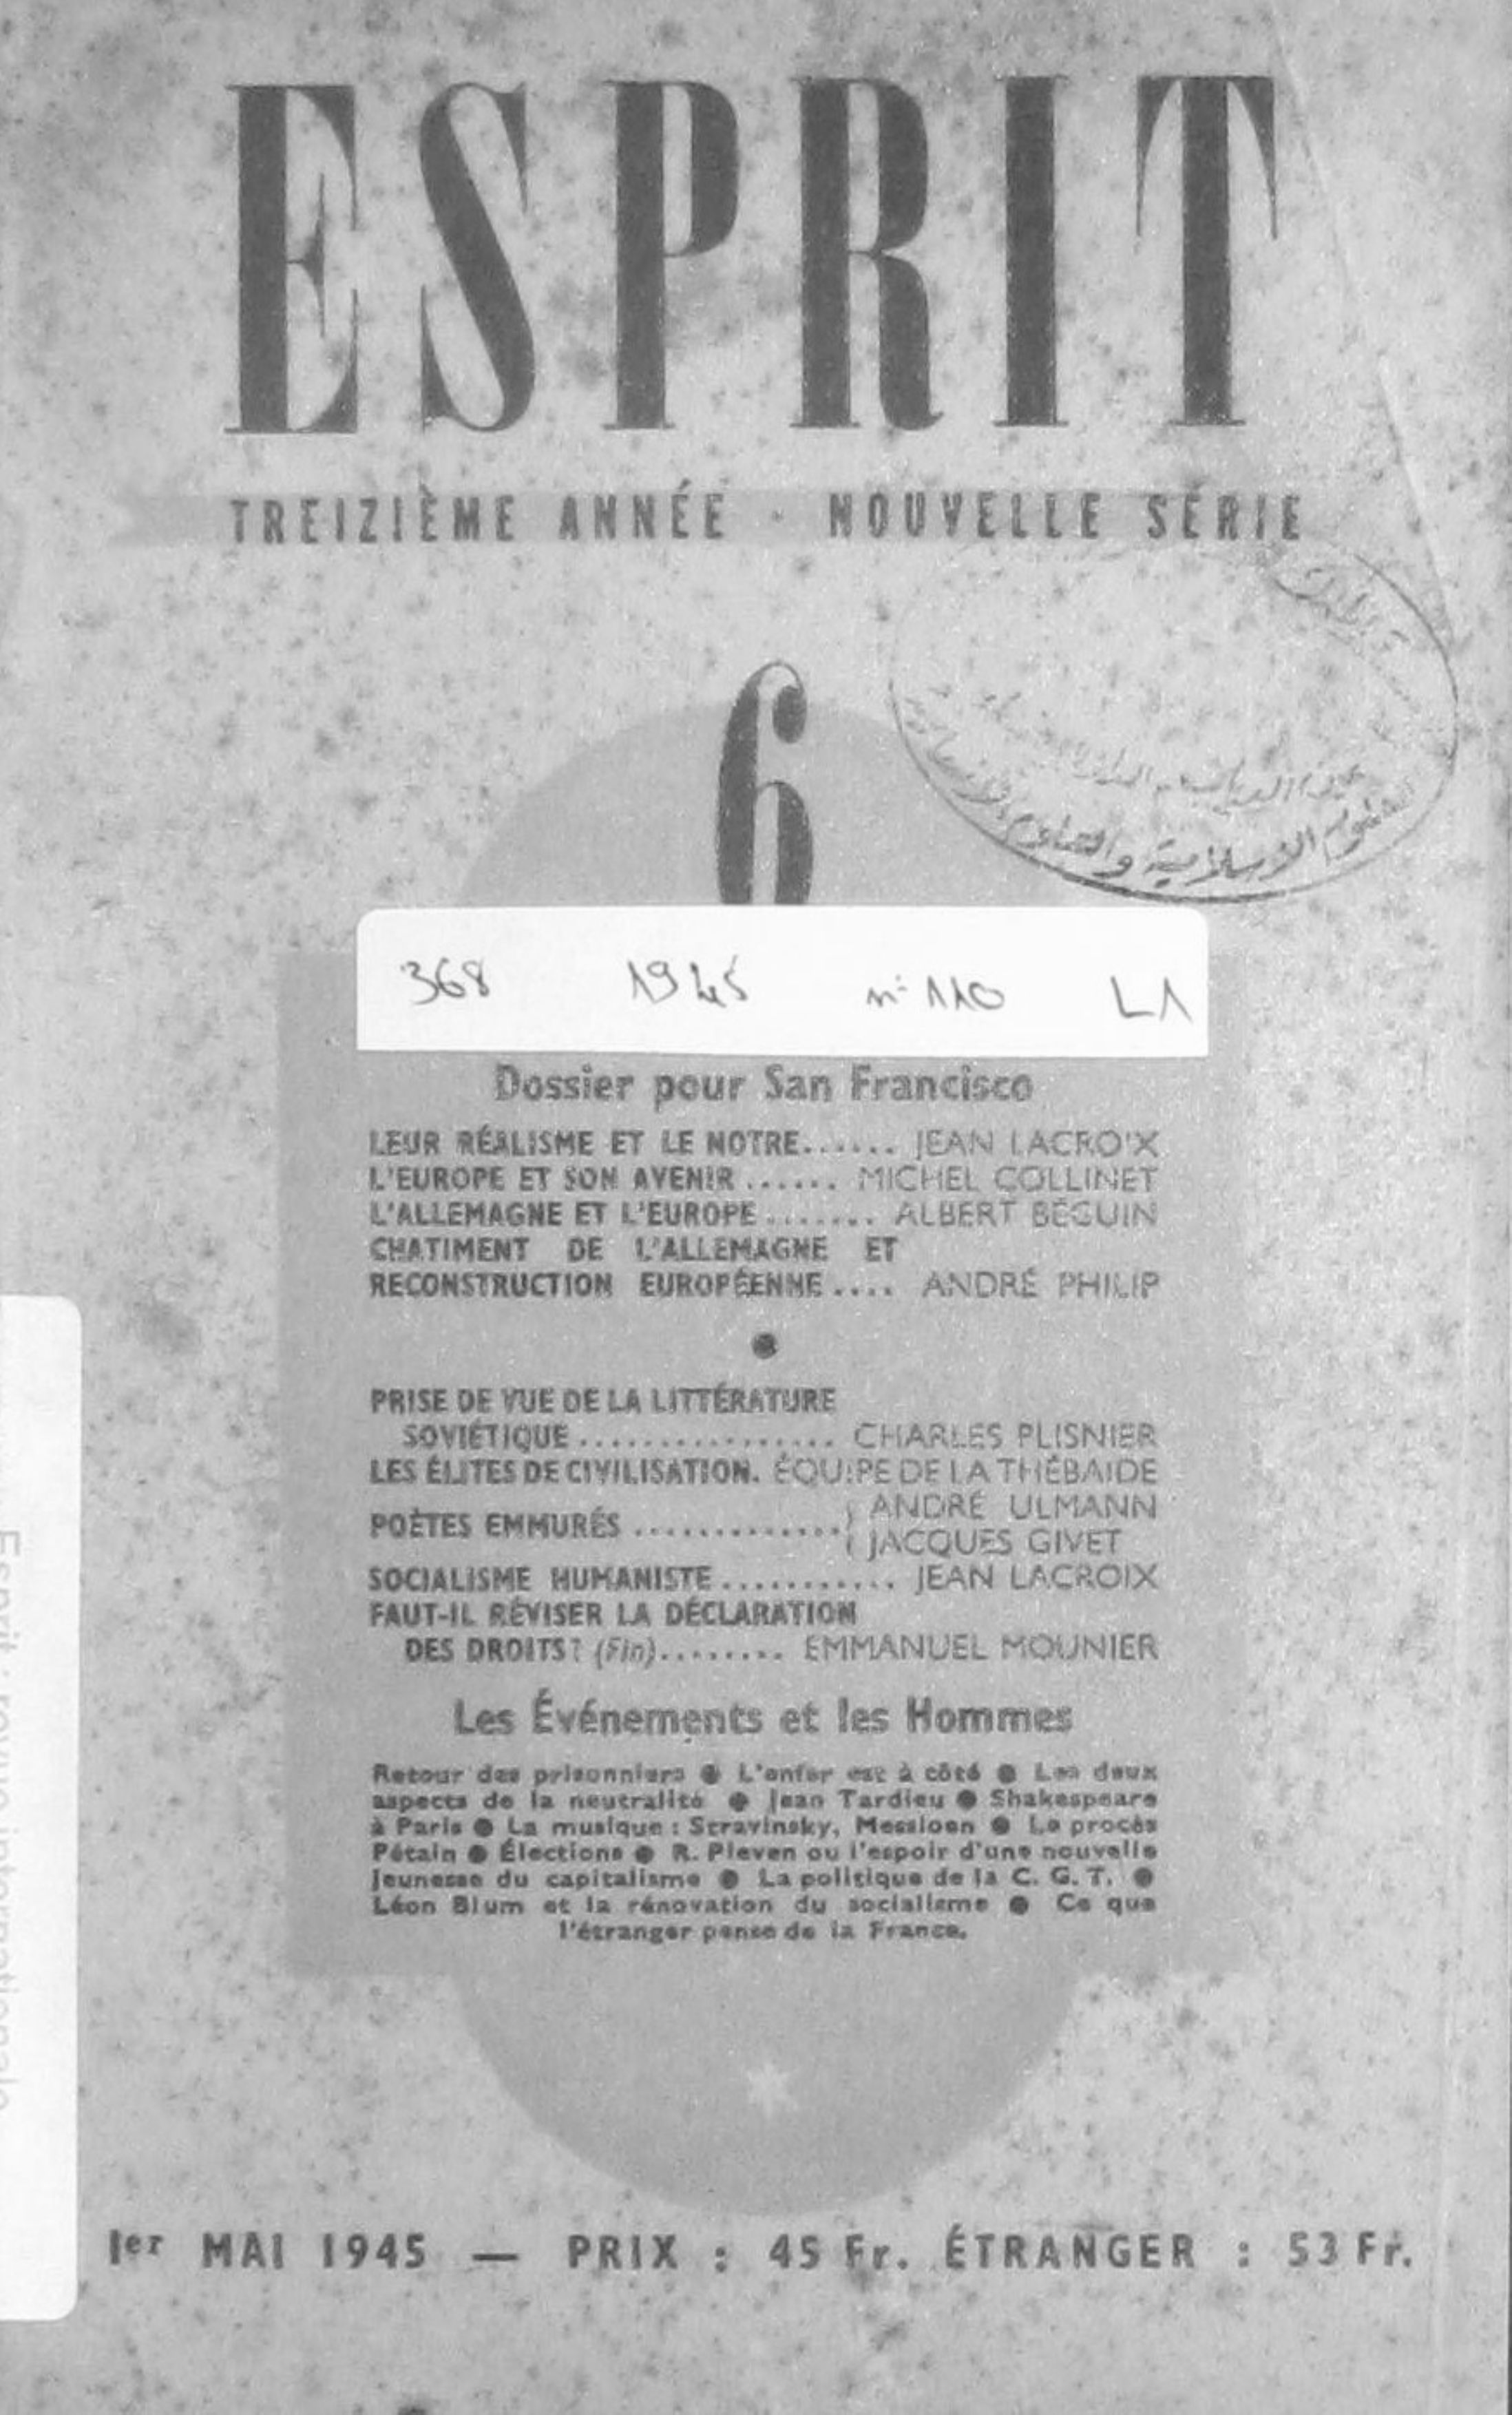 ESPRIT
TREIZIÈME ANNÉE · NOUVELLE SÉRIE
6
368 1945 n° 110 L1
Dossier pour San Francisco
LEUR RÉALISME ET LE NOTRE...... JEAN LACROIX
L'EUROPE ET SON AVENIR ...... MICHEL COLLINET
L'ALLEMAGNE ET L'EUROPE ....... ALBERT BÉGUIN
CHATIMENT DE L'ALLEMAGNE ET
RECONSTRUCTION EUROPÉENNE .... ANDRÉ PHILIP
●
PRISE DE VUE DE LA LITTÉRATURE
SOVIÉTIQUE ................ CHARLES PLISNIER
LES ÉLITES DE CIVILISATION. ÉQUIPE DE LA THÉBAIDE
POÈTES EMMURÉS ............. { ANDRÉ ULMANN
JACQUES GIVET
SOCIALISME HUMANISTE ........... JEAN LACROIX
FAUT-IL RÉVISER LA DÉCLARATION
DES DROITS ? (Fin)........ EMMANUEL MOUNIER
Les Événements et les Hommes
Retour des prisonniers ● L'enfer est à côté ● Les deux
aspects de la neutralité ● Jean Tardieu ● Shakespeare
à Paris ● La musique : Stravinsky, Messiaen ● Le procès
Pétain ● Élections ● R. Pleven ou l'espoir d'une nouvelle
jeunesse du capitalisme ● La politique de la C. G. T. ●
Léon Blum et la rénovation du socialisme ● Ce que
l'étranger pense de la France.
1er MAI 1945 — PRIX : 45 Fr. ÉTRANGER : 53 Fr.
الإسلامية والعلوم
Esprit : revue internationale